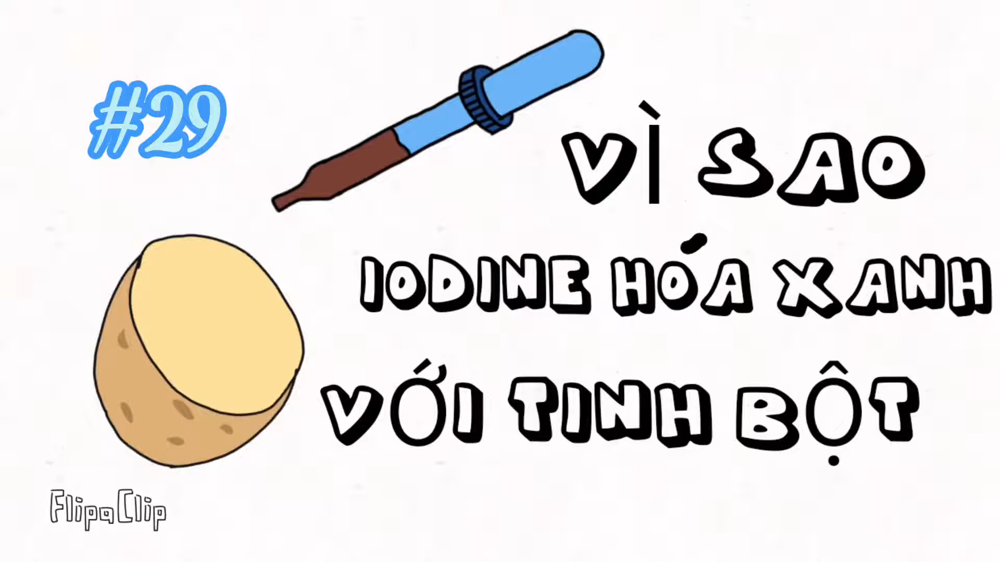 #29
VÌ SAO
IODINE HÓA XANH
VỚI TINH BỘT
FlipaClip